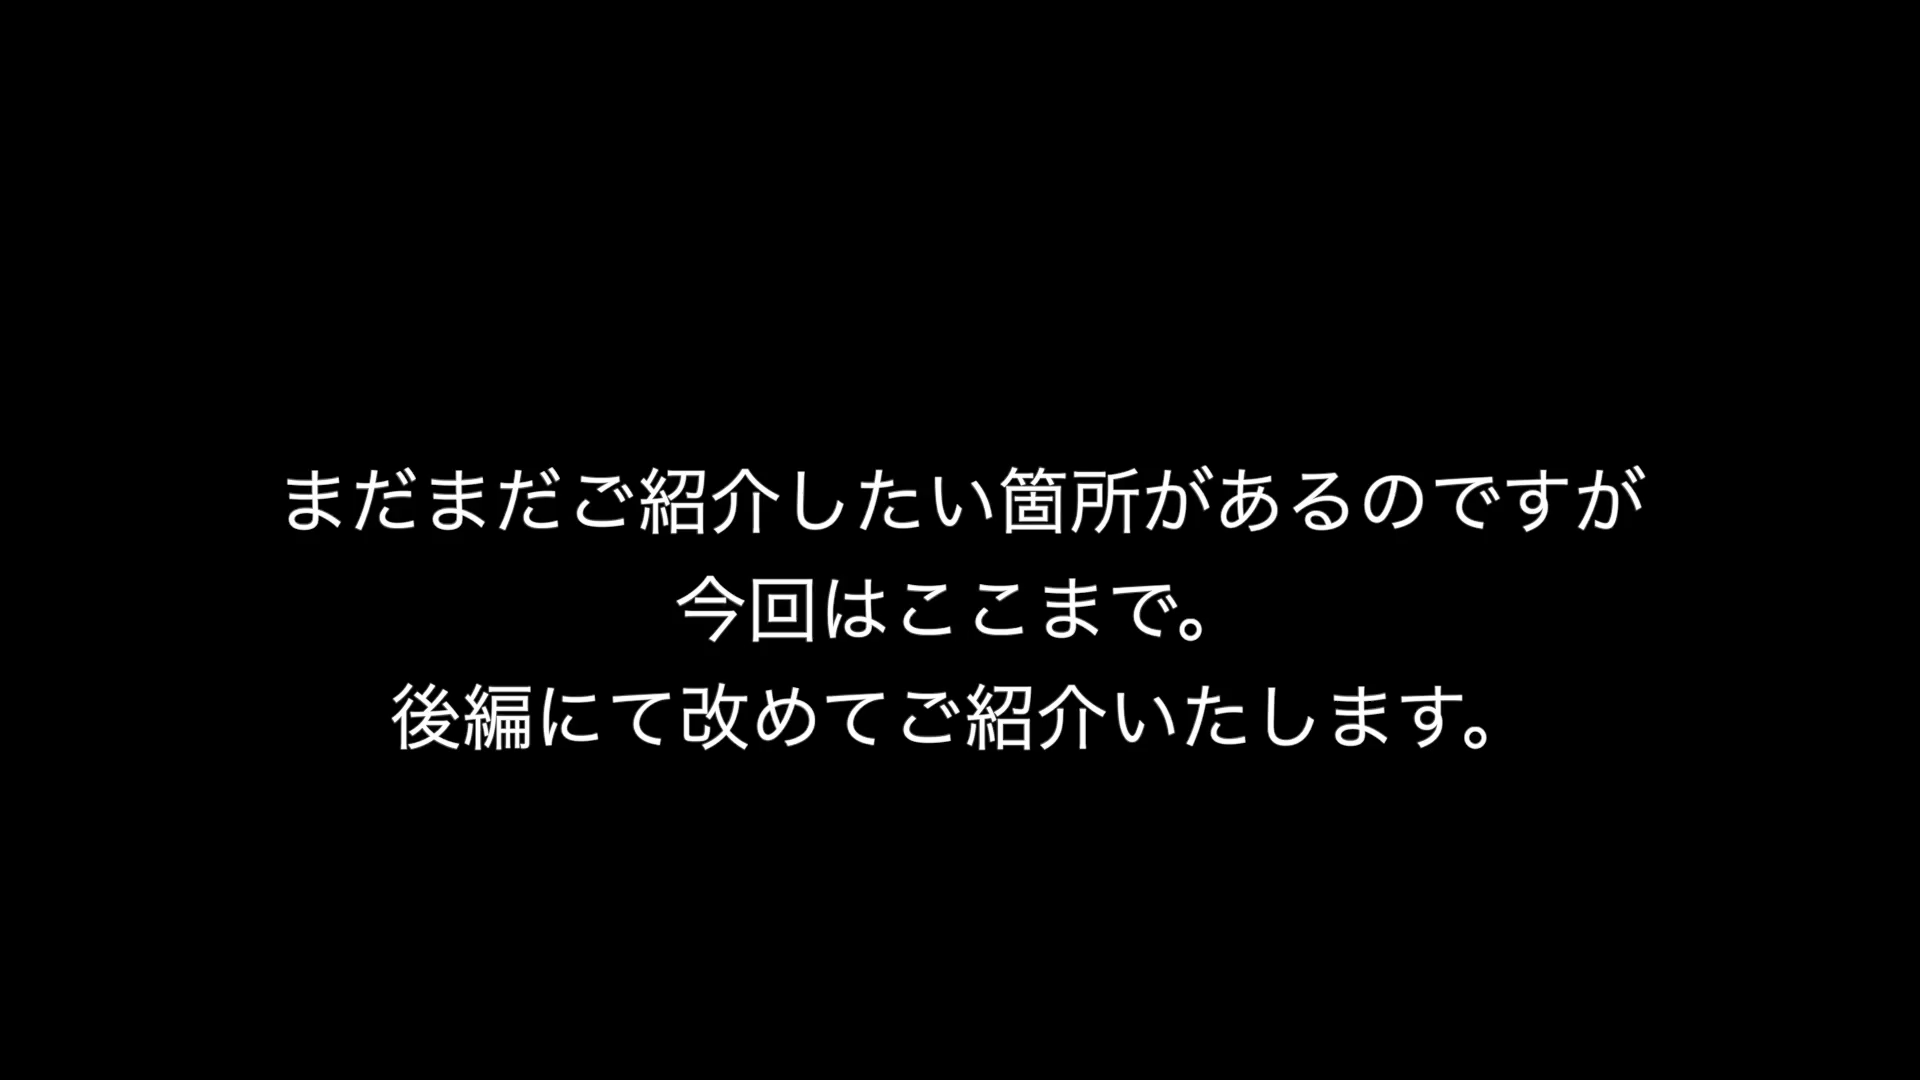 まだまだご紹介したい箇所があるのですが
今回はここまで。
後編にて改めてご紹介いたします。